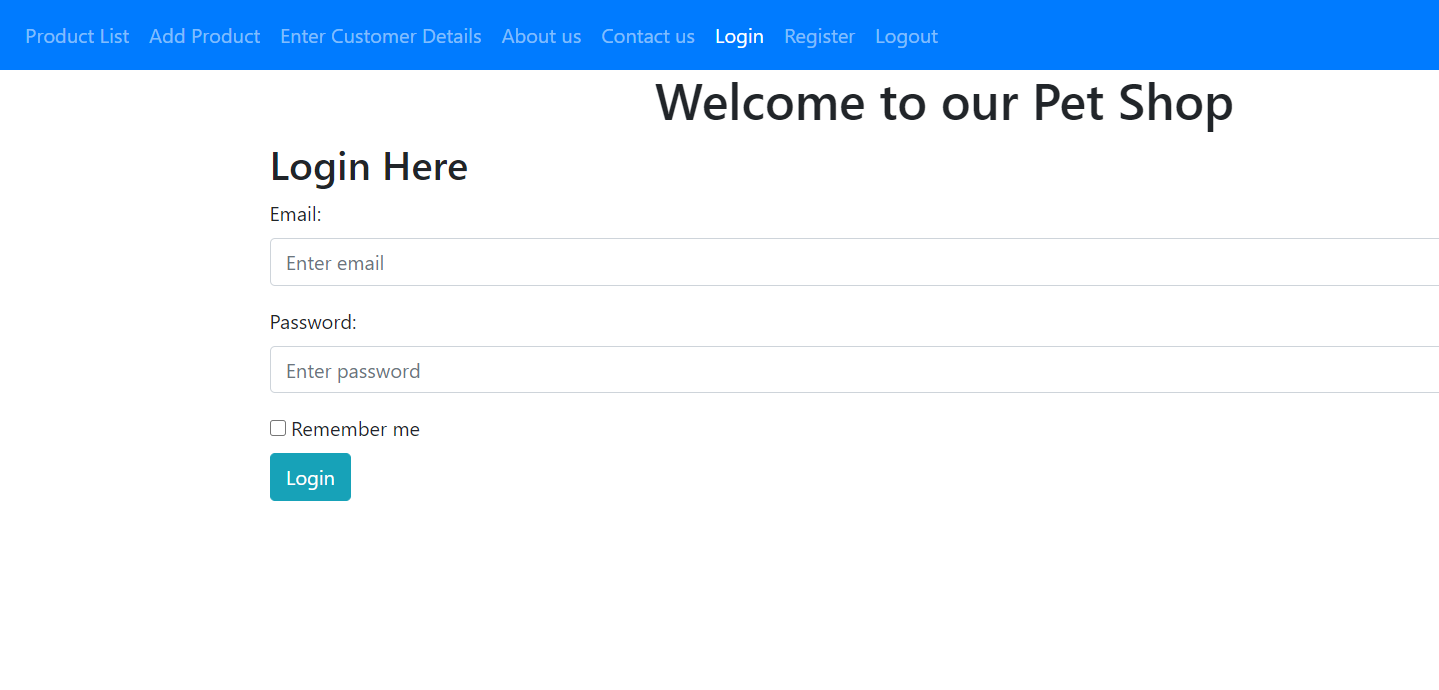 Product List Add Product Enter Customer Details About us Contact us Login Register Logout
Welcome to our Pet Shop
Login Here
Email:
Enter email
Password:
Enter password
Remember me
Login